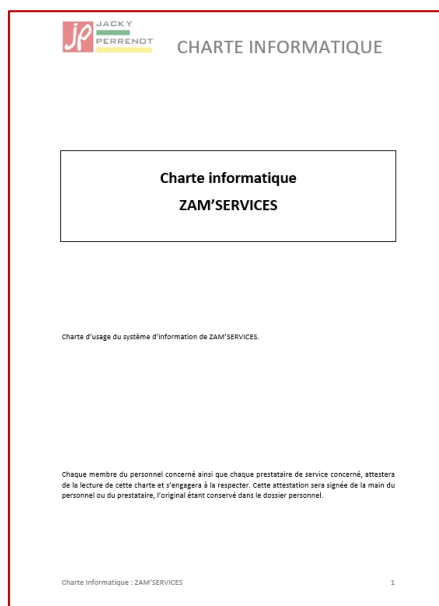 JACKY
PERRENOT
jp
CHARTE INFORMATIQUE
Charte informatique
ZAM'SERVICES
Charte d'usage du système d'information de ZAM'SERVICES.
Chaque membre du personnel concerné ainsi que chaque prestataire de service concerné, attestera
de la lecture de cette charte et s'engagera à la respecter. Cette attestation sera signée de la main du
personnel ou du prestataire, l'original étant conservé dans le dossier personnel.
Charte Informatique : ZAM'SERVICES 1